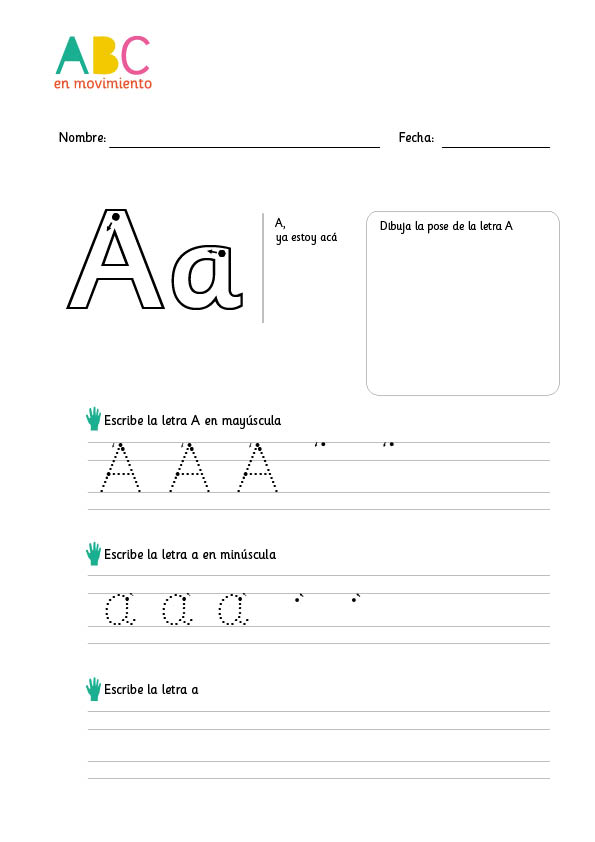 ABC
en movimiento
Nombre: Fecha:
Aa
A,
ya estoy acá
Dibuja la pose de la letra A
Escribe la letra A en mayúscula
A A A
Escribe la letra a en minúscula
a a a
Escribe la letra a